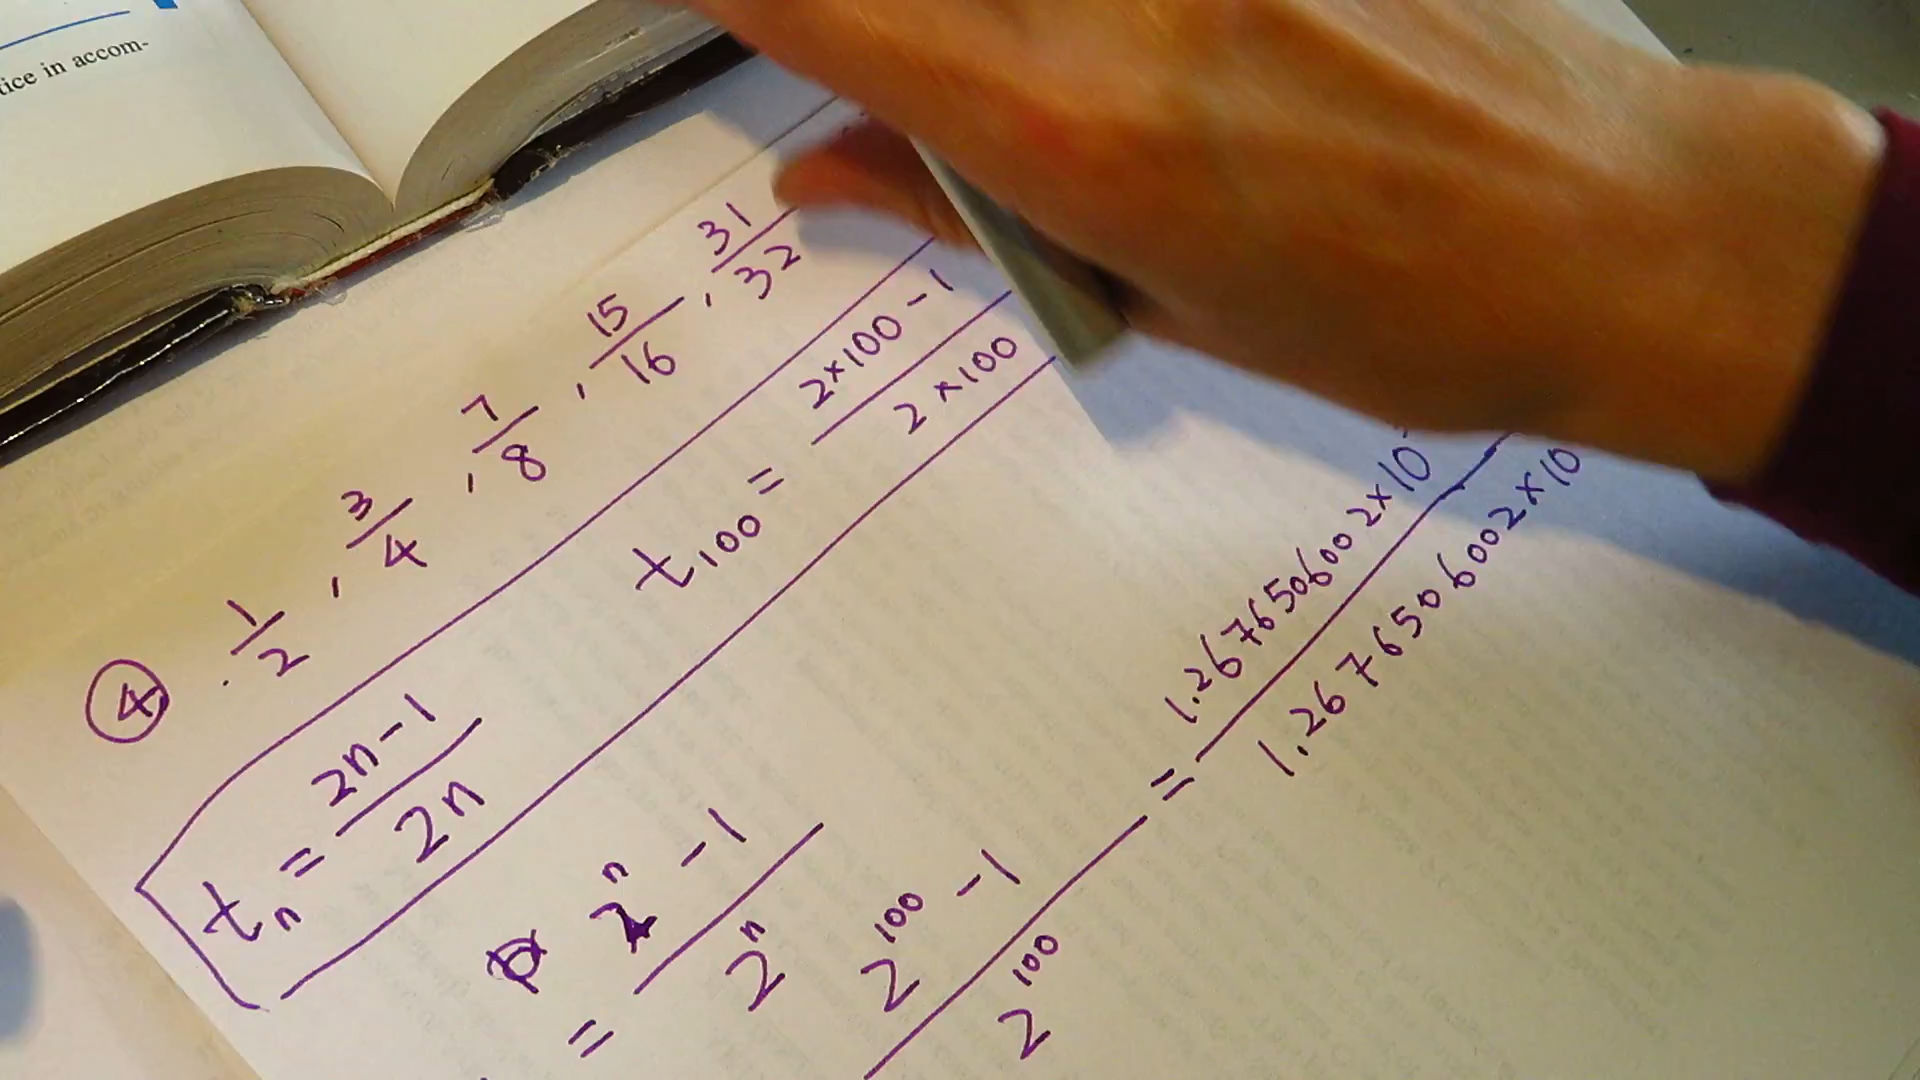 tice in accom-
④ 1/2, 3/4, 7/8, 15/16, 31/32
tn = 2n-1/2n
t100 = 2×100-1/2×100
= 2^n -1/2^n
2^100 -1/2^100 = 1.2676506002×10/1.2676506002×10